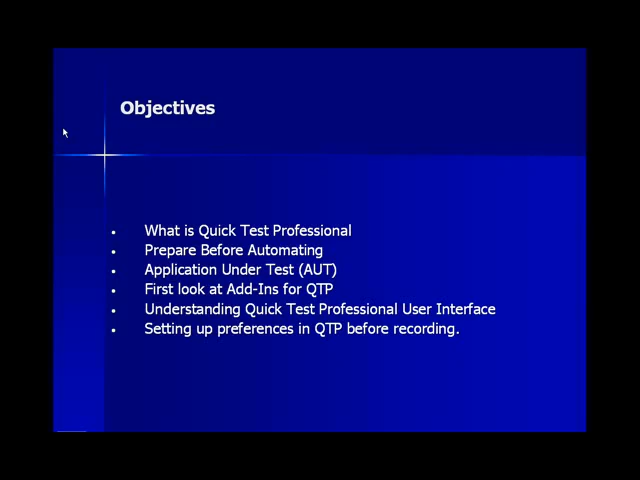 Objectives
• What is Quick Test Professional
• Prepare Before Automating
• Application Under Test (AUT)
• First look at Add-Ins for QTP
• Understanding Quick Test Professional User Interface
• Setting up preferences in QTP before recording.